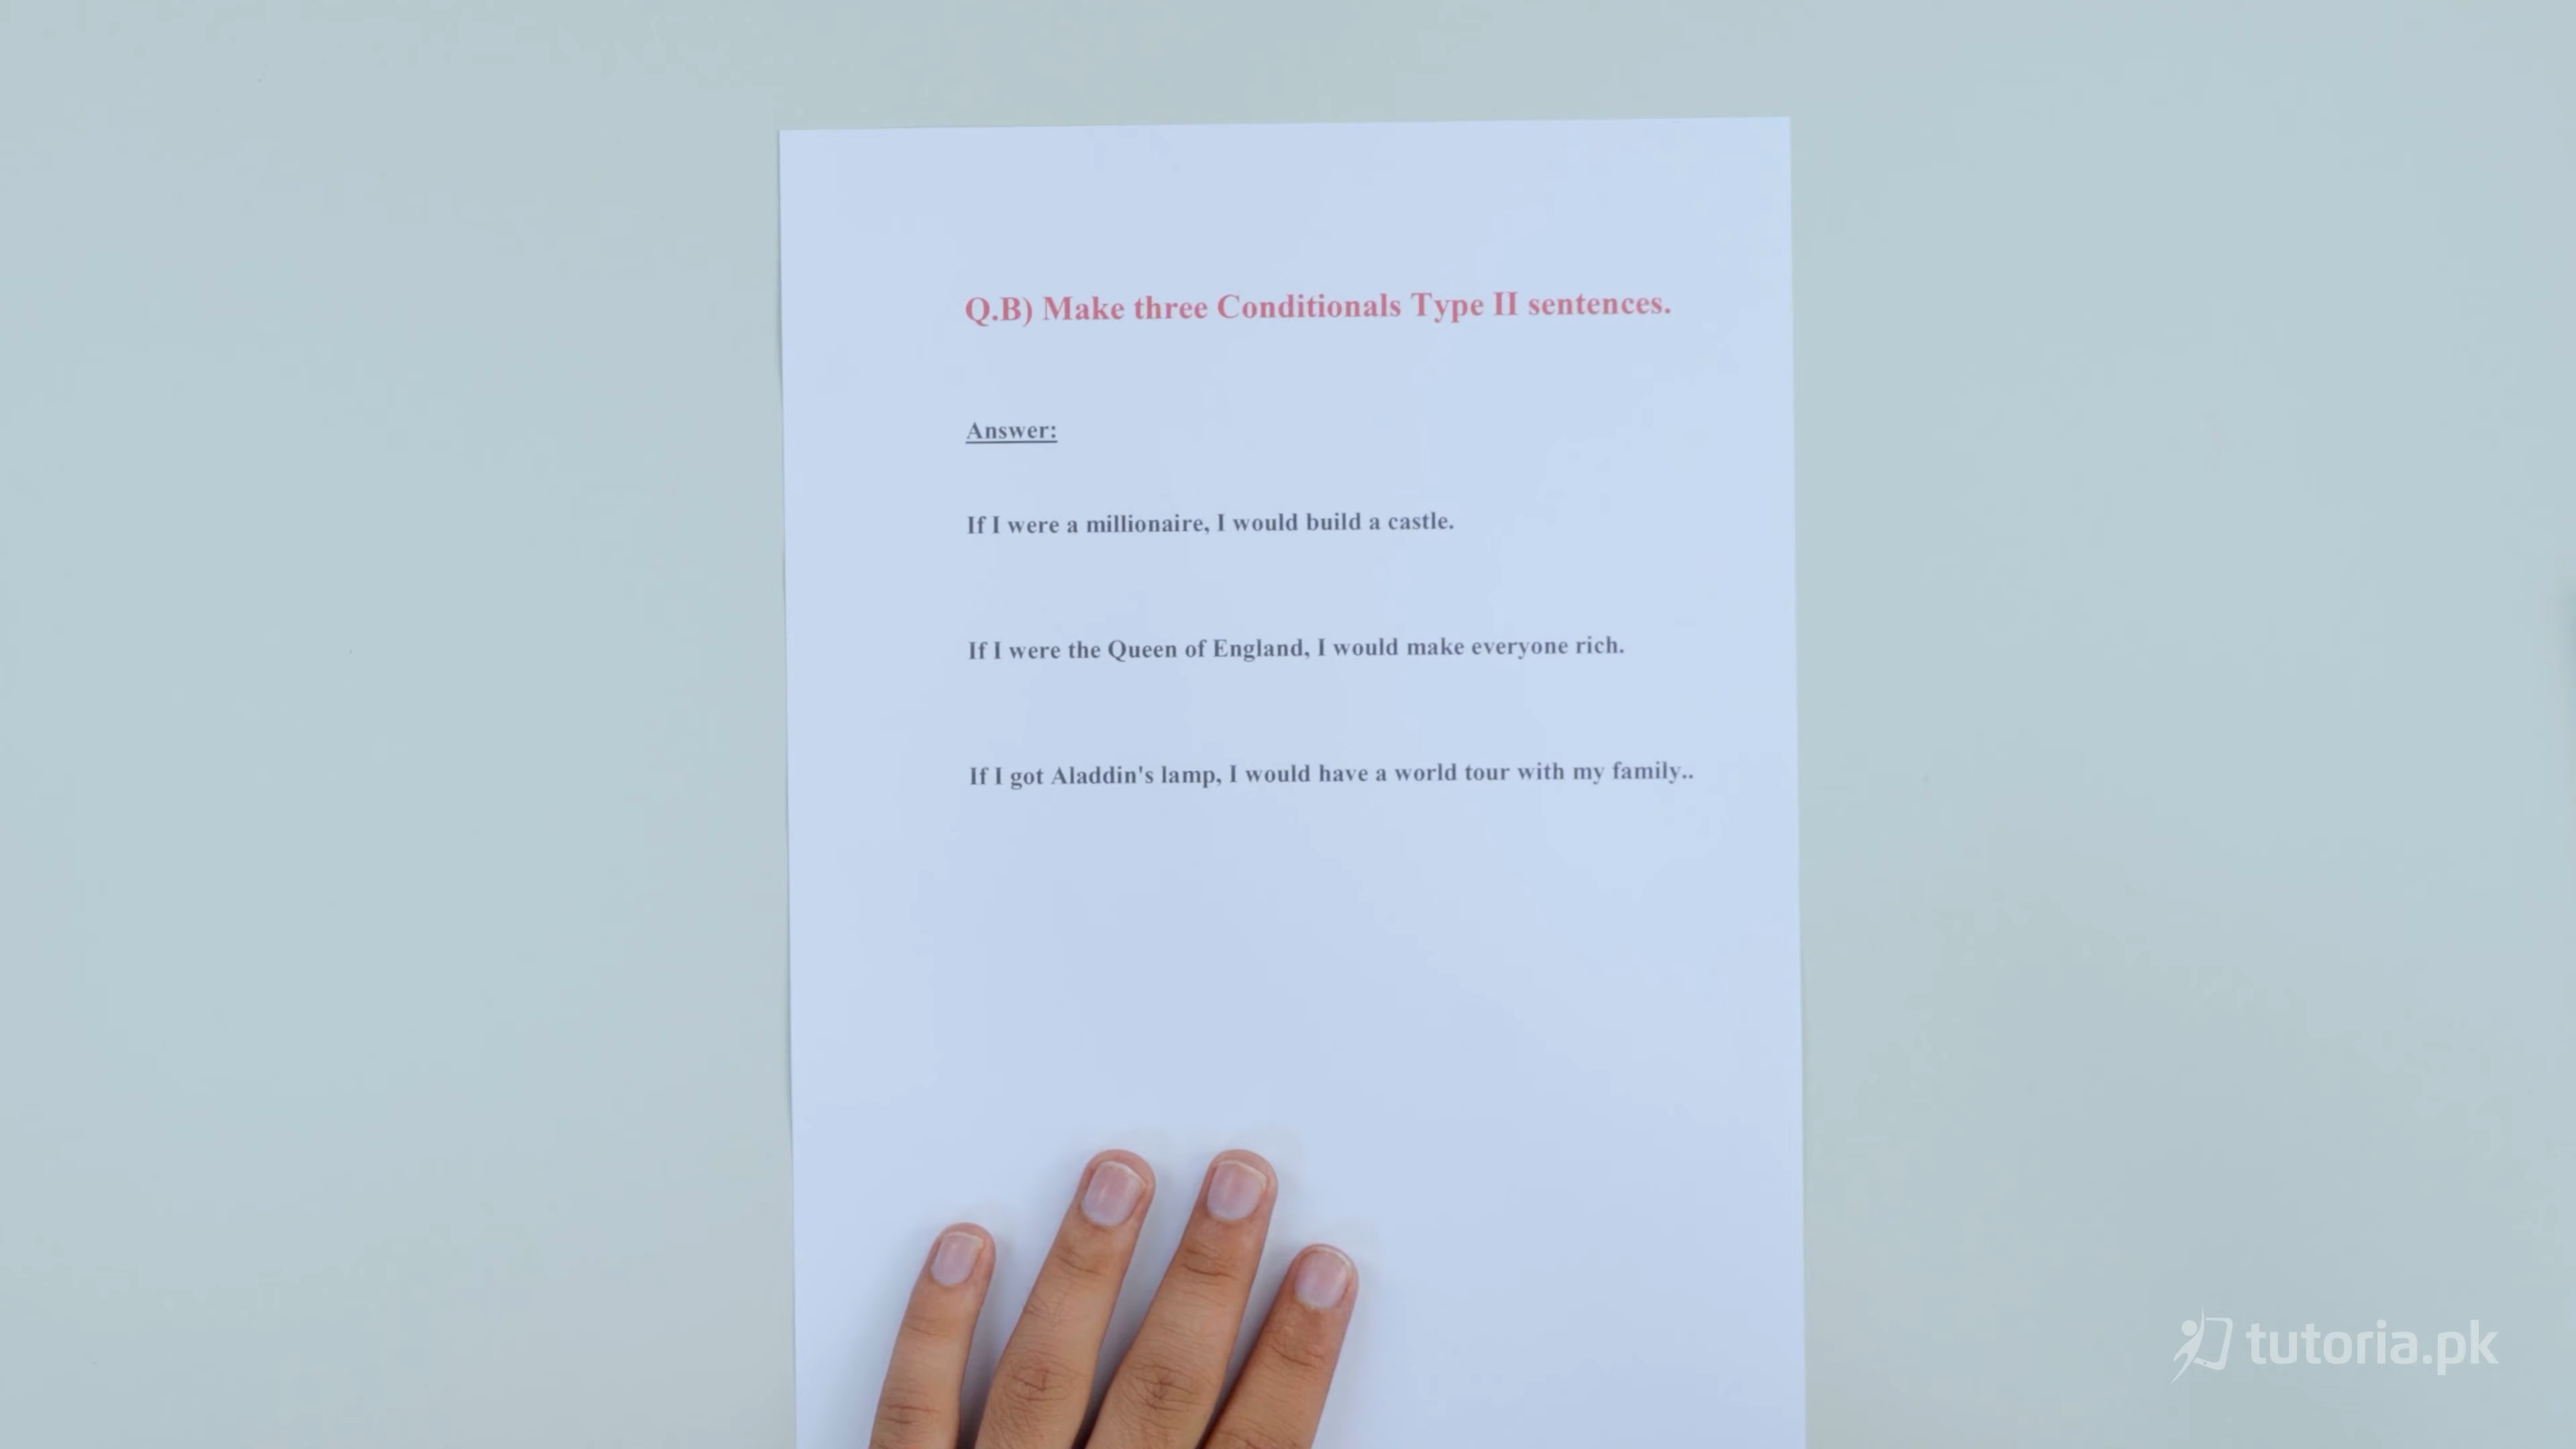 Q.B) Make three Conditionals Type II sentences.
Answer:
If I were a millionaire, I would build a castle.
If I were the Queen of England, I would make everyone rich.
If I got Aladdin's lamp, I would have a world tour with my family..
tutoria.pk